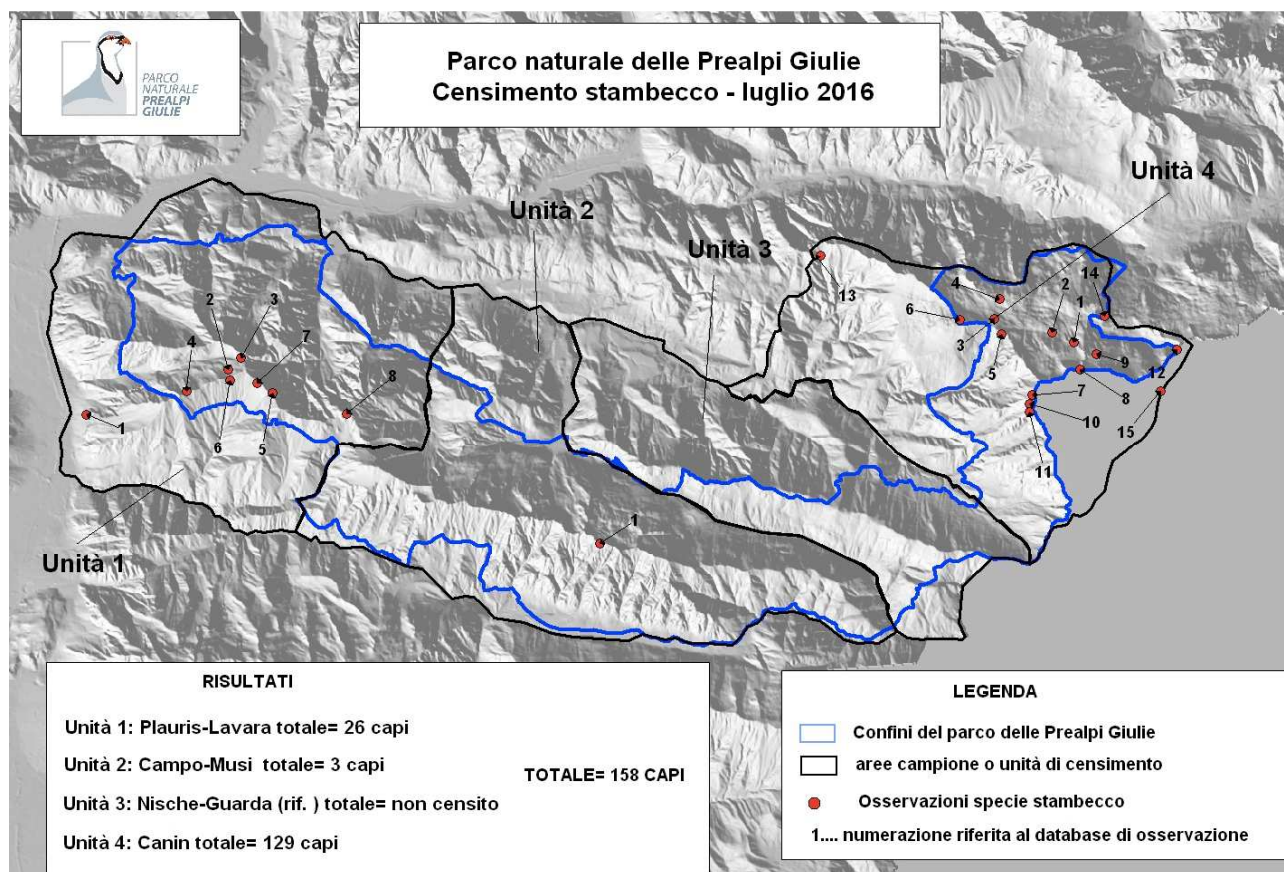 PARCO
NATURALE
PREALPI
GIULIE
Parco naturale delle Prealpi Giulie
Censimento stambecco - luglio 2016
Unità 4
Unità 2
Unità 3
14
13
4
2
1
6
3
5
9
12
7
8
10
15
11
2
3
7
4
8
1
6
5
1
Unità 1
RISULTATI
Unità 1: Plauris-Lavara totale= 26 capi
Unità 2: Campo-Musi totale= 3 capi
TOTALE= 158 CAPI
Unità 3: Nische-Guarda (rif. ) totale= non censito
Unità 4: Canin totale= 129 capi
LEGENDA
Confini del parco delle Prealpi Giulie
aree campione o unità di censimento
Osservazioni specie stambecco
1.... numerazione riferita al database di osservazione